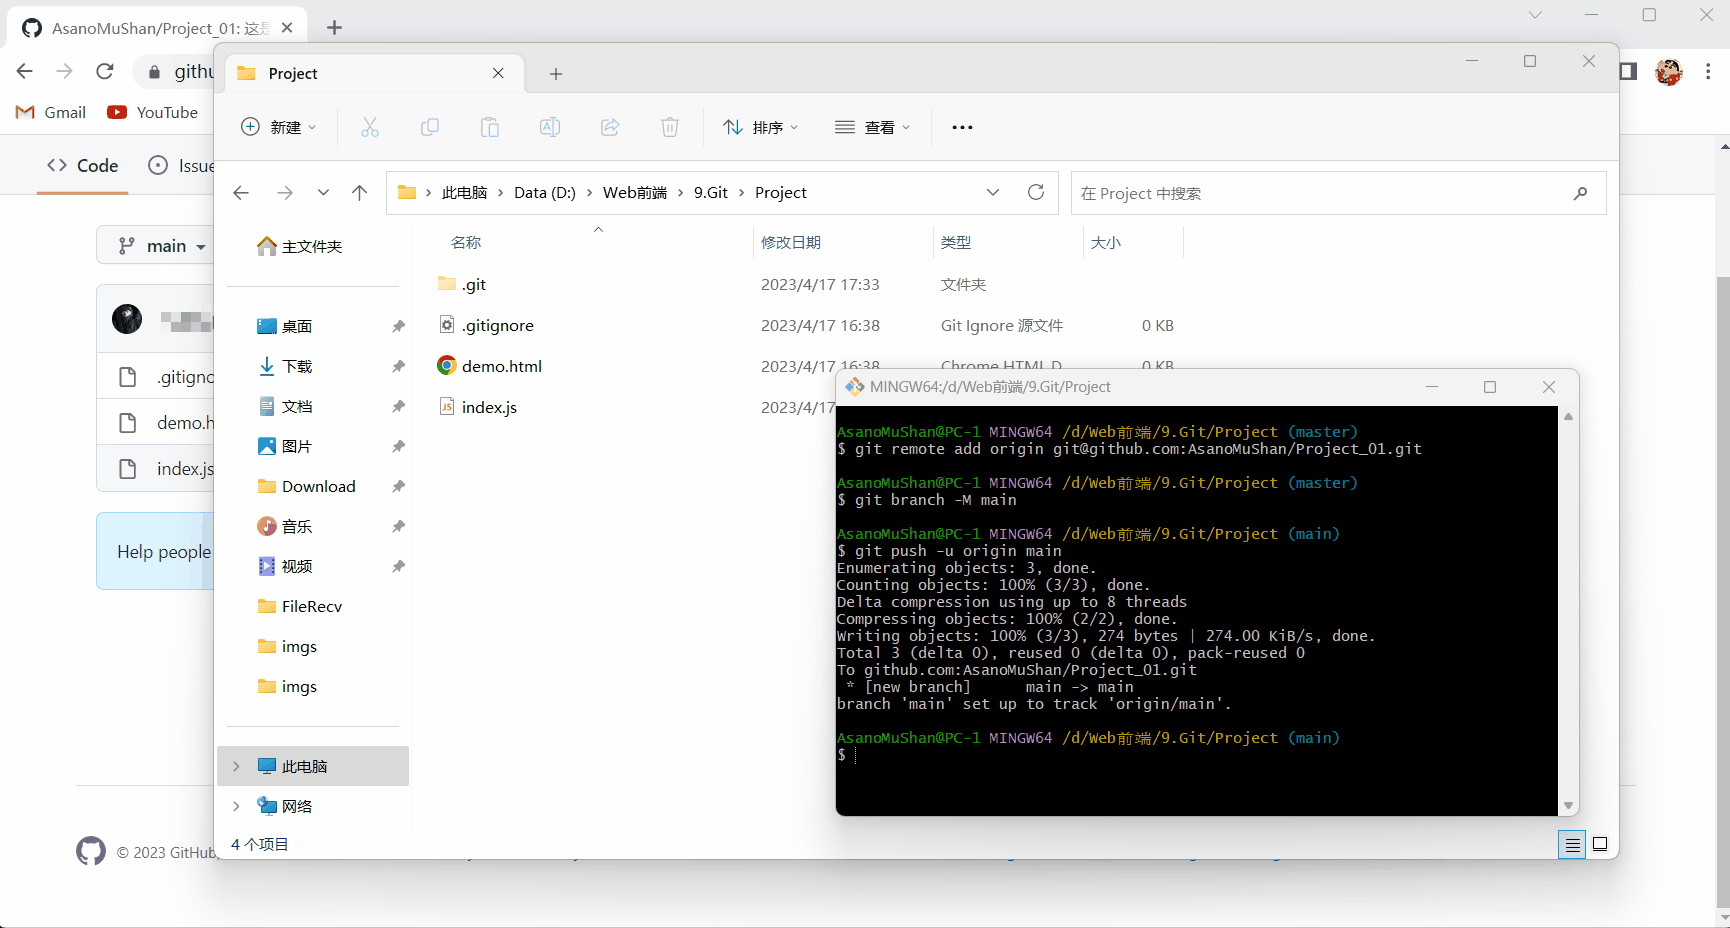 AsanoMuShan/Project_01: 这是
githu
Gmail
YouTube
Code
Issue
main
.gitigno
demo.h
index.js
Help people
© 2023 GitHub,
Project
新建
排序
查看
此电脑 Data (D:) Web前端 9.Git Project
在 Project 中搜索
主文件夹
桌面
下载
文档
图片
Download
音乐
视频
FileRecv
imgs
imgs
此电脑
网络
名称 修改日期 类型 大小
.git 2023/4/17 17:33 文件夹
.gitignore 2023/4/17 16:38 Git Ignore 源文件 0 KB
demo.html 2023/4/17 16:38 Chrome HTML D 0 KB
index.js 2023/4/17
4 个项目
MINGW64:/d/Web前端/9.Git/Project
AsanoMuShan@PC-1 MINGW64 /d/Web前端/9.Git/Project (master)
$ git remote add origin git@github.com:AsanoMuShan/Project_01.git
AsanoMuShan@PC-1 MINGW64 /d/Web前端/9.Git/Project (master)
$ git branch -M main
AsanoMuShan@PC-1 MINGW64 /d/Web前端/9.Git/Project (main)
$ git push -u origin main
Enumerating objects: 3, done.
Counting objects: 100% (3/3), done.
Delta compression using up to 8 threads
Compressing objects: 100% (2/2), done.
Writing objects: 100% (3/3), 274 bytes | 274.00 KiB/s, done.
Total 3 (delta 0), reused 0 (delta 0), pack-reused 0
To github.com:AsanoMuShan/Project_01.git
 * [new branch]      main -> main
branch 'main' set up to track 'origin/main'.
AsanoMuShan@PC-1 MINGW64 /d/Web前端/9.Git/Project (main)
$